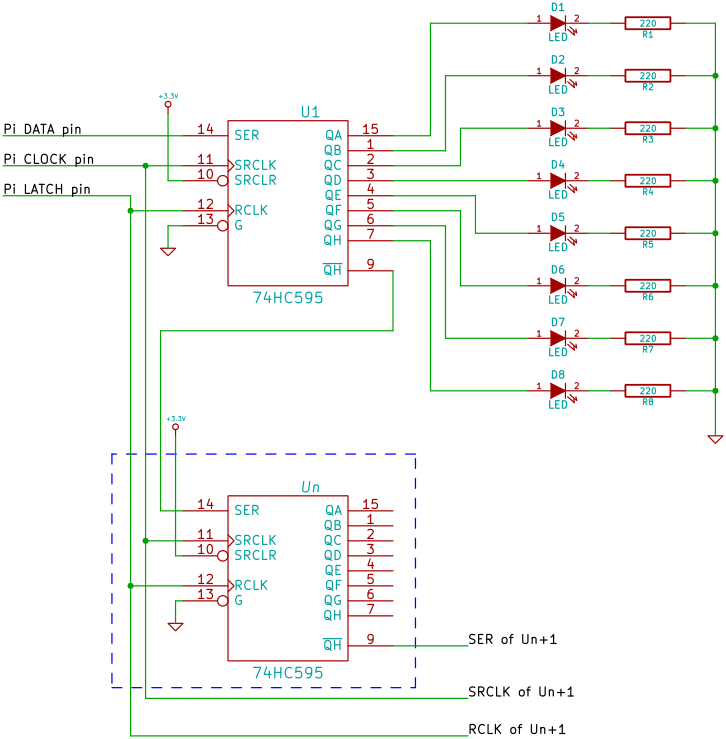 D1
1 2 220
LED R1
D2
1 2 220
LED R2
+3.3V
U1
D3
Pi DATA pin 14 SER QA 15
1 2 220
LED R3
QB 1
Pi CLOCK pin 11 SRCLK QC 2
D4
10 SRCLR QD 3
1 2 220
LED R4
Pi LATCH pin
QE 4
12 RCLK QF 5
D5
13 G QG 6
1 2 220
LED R5
QH 7
D6
QH 9
1 2 220
LED R6
74HC595
D7
1 2 220
LED R7
D8
1 2 220
LED R8
+3.3V
Un
14 SER QA 15
QB 1
11 SRCLK QC 2
10 SRCLR QD 3
QE 4
12 RCLK QF 5
13 G QG 6
QH 7
QH 9
SER of Un+1
74HC595
SRCLK of Un+1
RCLK of Un+1